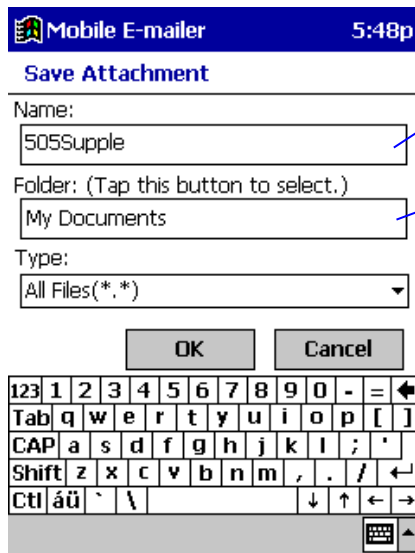 Mobile E-mailer 5:48p
Save Attachment
Name:
505Supple
Folder: (Tap this button to select.)
My Documents
Type:
All Files(*.*)
OK Cancel
123 1 2 3 4 5 6 7 8 9 0 - = 
Tab q w e r t y u i o p [ ]
CAP a s d f g h j k l ; '
Shift z x c v b n m , . /
Ctl áü ` \ ↓ ↑ ← →